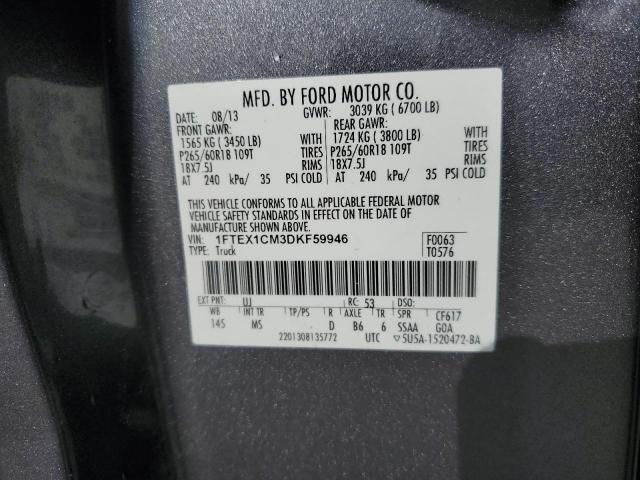 MFD. BY FORD MOTOR CO.
DATE: 08/13 GVWR: 3039 KG ( 6700 LB)
FRONT GAWR: REAR GAWR:
1565 KG ( 3450 LB) WITH 1724 KG ( 3800 LB) WITH
P265/60R18 109T TIRES P265/60R18 109T TIRES
18X7.5J RIMS 18X7.5J RIMS
AT 240 kPa/ 35 PSI COLD AT 240 kPa/ 35 PSI COLD
THIS VEHICLE CONFORMS TO ALL APPLICABLE FEDERAL MOTOR
VEHICLE SAFETY STANDARDS IN EFFECT ON THE DATE OF
MANUFACTURE SHOWN ABOVE.
VIN: 1FTEX1CM3DKF59946 F0063
TYPE: Truck T0576
EXT PNT: UJ RC: 53 DSO:
WB INT TR TP/PS R AXLE TR SPR CF617
145 MS D B6 6 SSAA GOA
2201308135772 UTC ▽5U5A-1520472-BA